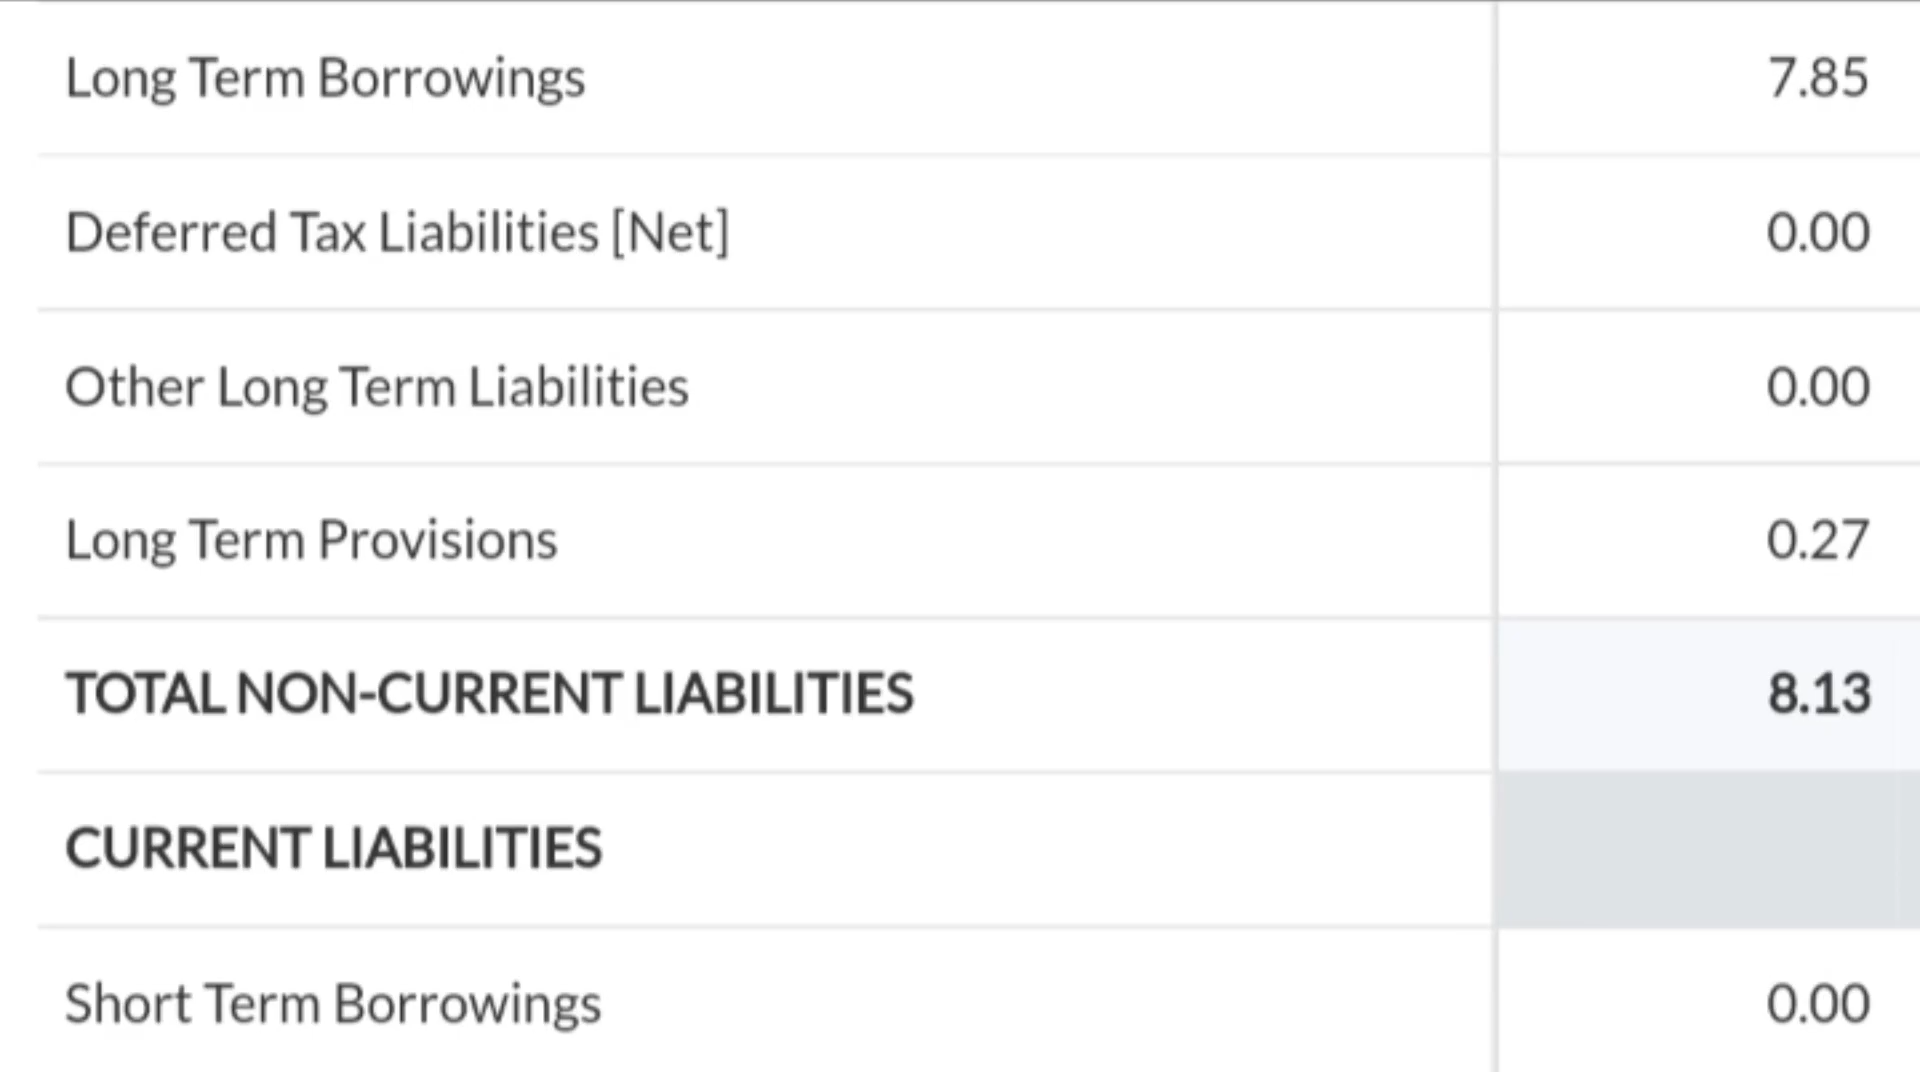 Long Term Borrowings 7.85
Deferred Tax Liabilities [Net] 0.00
Other Long Term Liabilities 0.00
Long Term Provisions 0.27
TOTAL NON-CURRENT LIABILITIES 8.13
CURRENT LIABILITIES
Short Term Borrowings 0.00